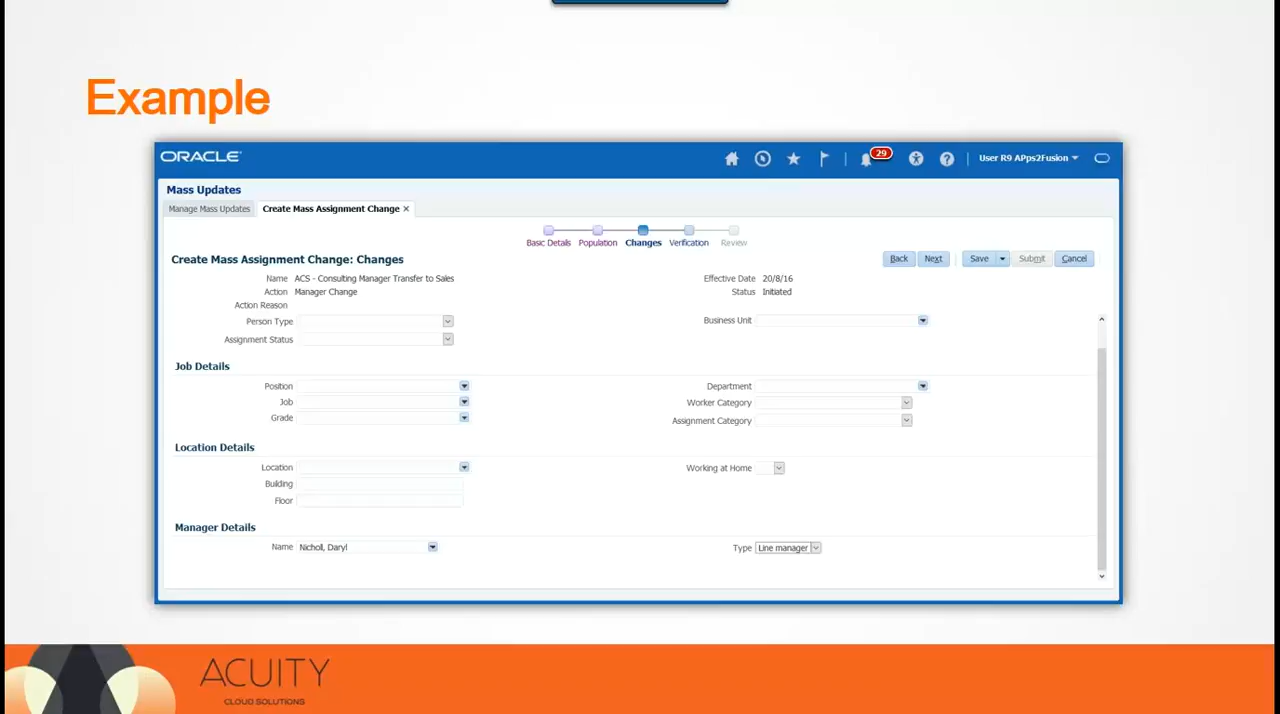 Example
ORACLE
29
User R9 APps2Fusion
Mass Updates
Manage Mass Updates
Create Mass Assignment Change
Basic Details
Population
Changes
Verification
Review
Create Mass Assignment Change: Changes
Back
Next
Save
Submit
Cancel
Name ACS - Consulting Manager Transfer to Sales
Effective Date 20/8/16
Action Manager Change
Status Initiated
Action Reason
Person Type
Business Unit
Assignment Status
Job Details
Position
Department
Job
Worker Category
Grade
Assignment Category
Location Details
Location
Working at Home
Building
Floor
Manager Details
Name Nicholl, Daryl
Type Line manager
ACUITY
CLOUD SOLUTIONS